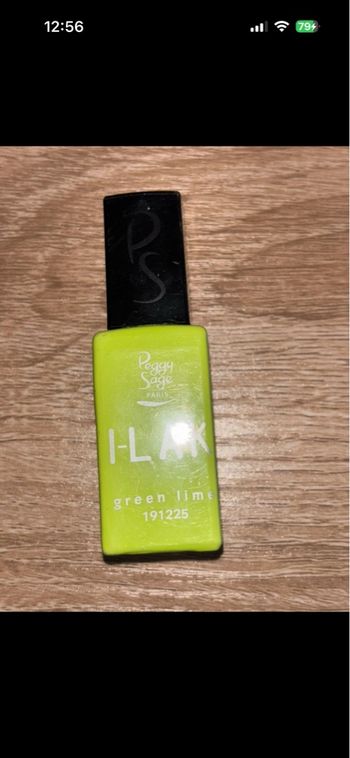 12:56
79
PS
Peggy
Sage
PARIS
I-LAK
green lime
191225